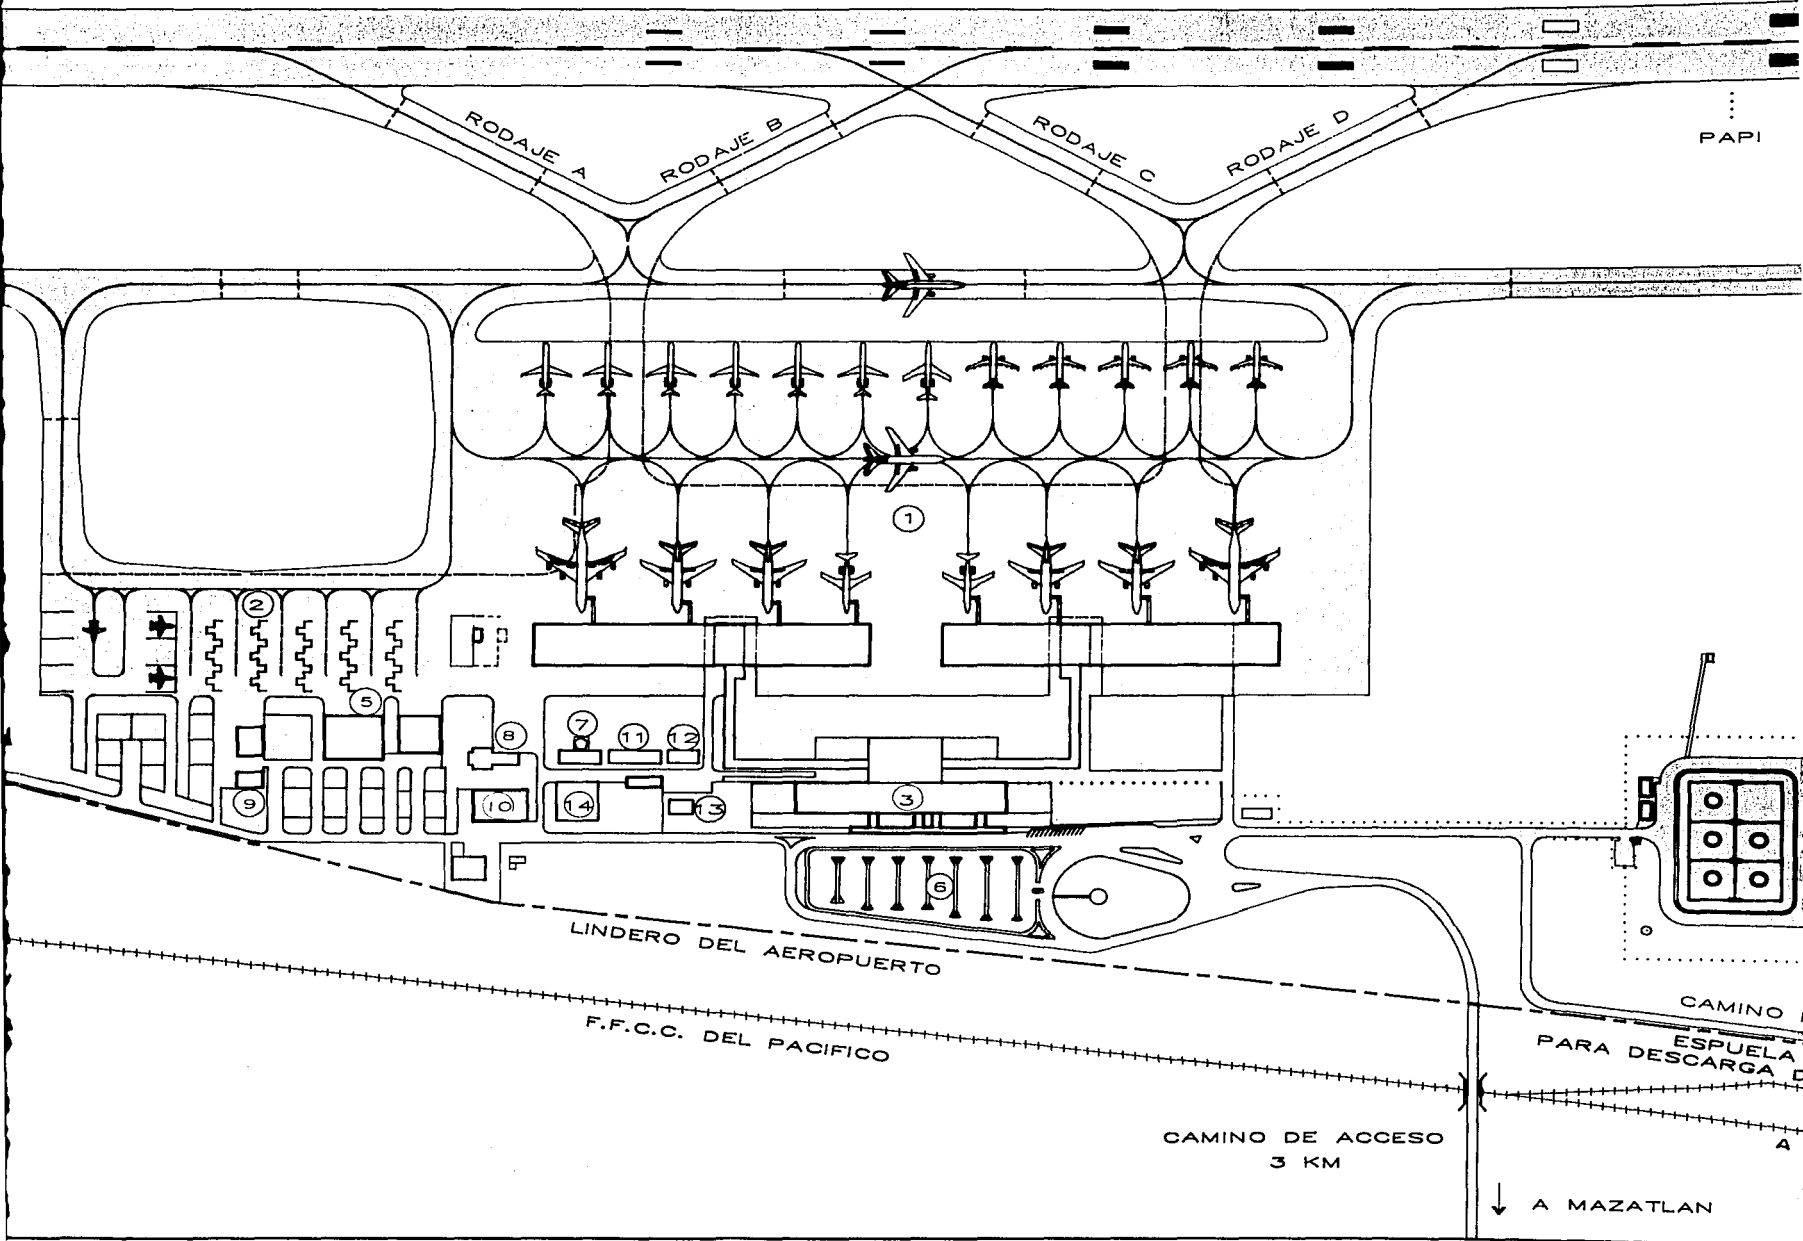 RODAJE A
RODAJE B
RODAJE C
RODAJE D
PAPI
1
2
5
7
8
11
12
9
10
14
13
3
6
LINDERO DEL AEROPUERTO
F.F.C.C. DEL PACIFICO
CAMINO
ESPUELA
PARA DESCARGA D
A
CAMINO DE ACCESO
3 KM
A MAZATLAN